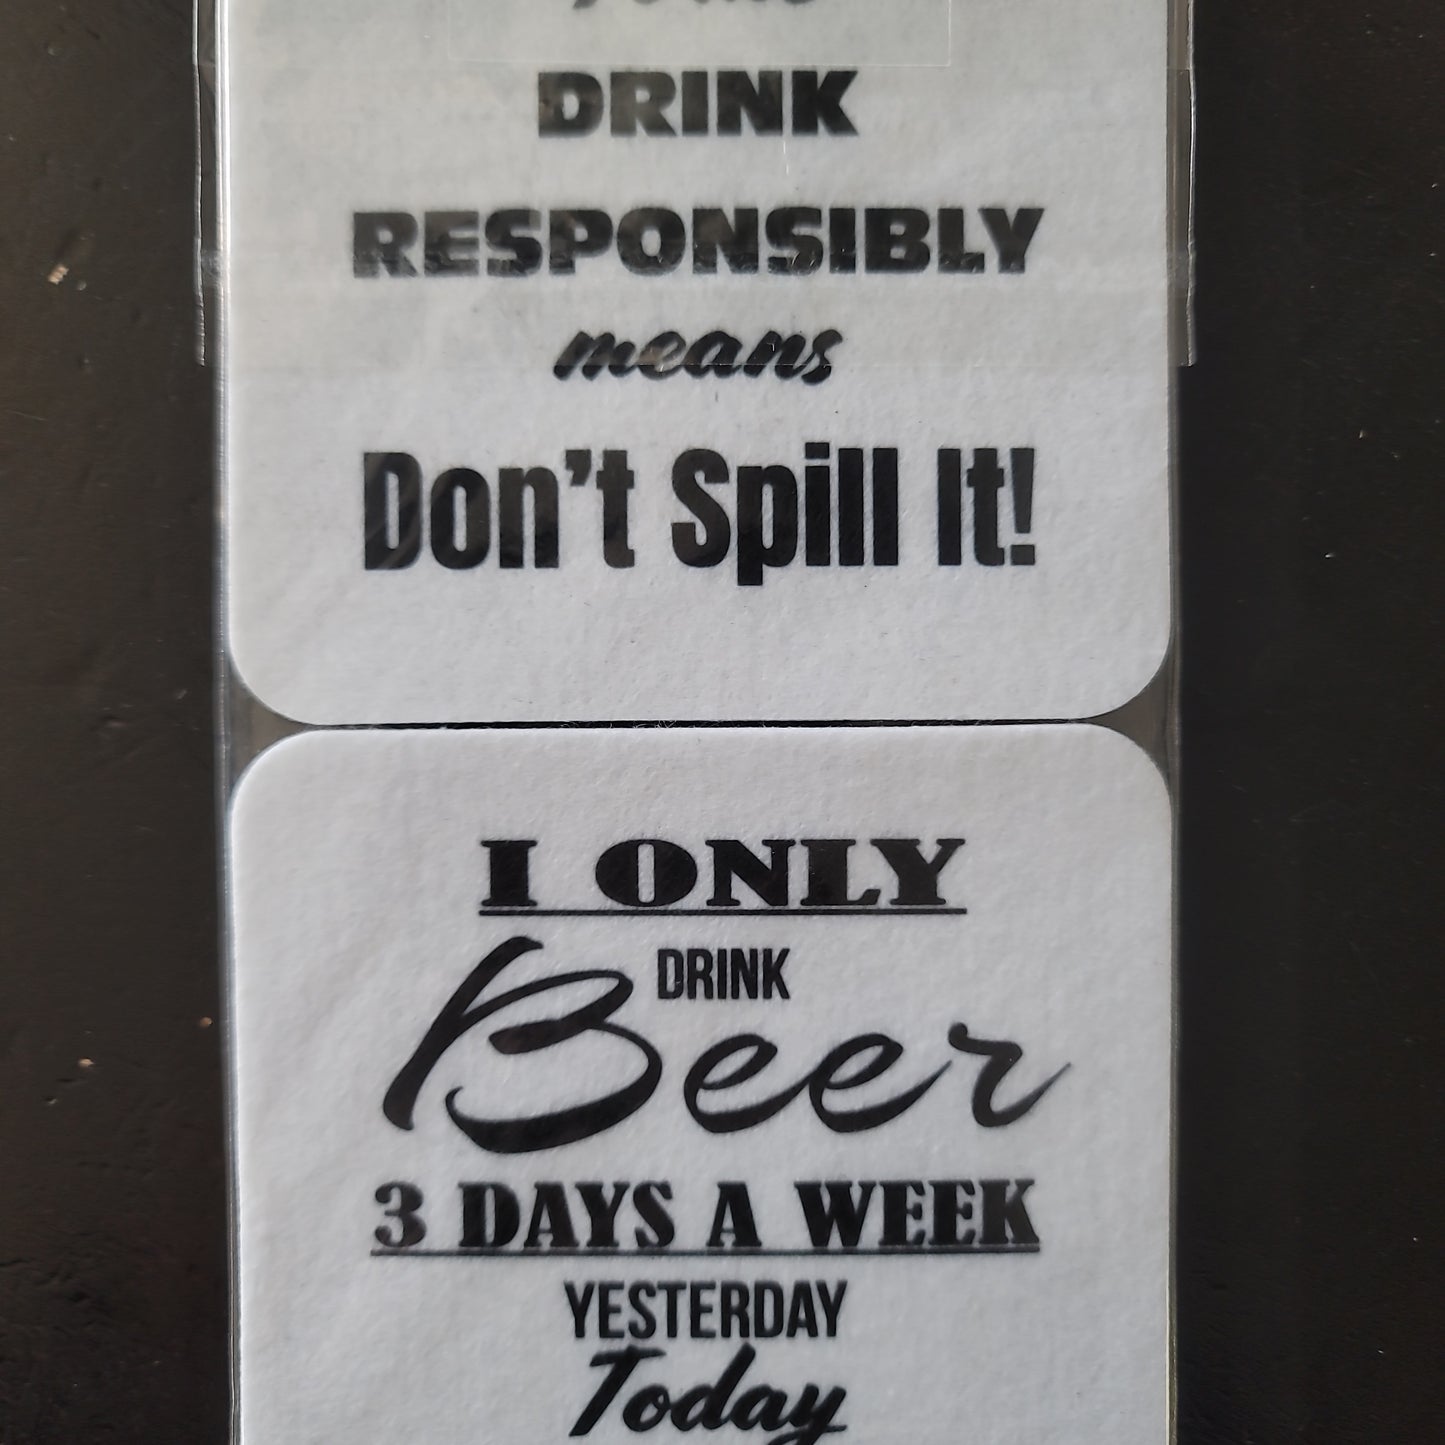 DRINK
RESPONSIBLY
means
Don't Spill It!
I ONLY
DRINK
Beer
3 DAYS A WEEK
YESTERDAY
Today